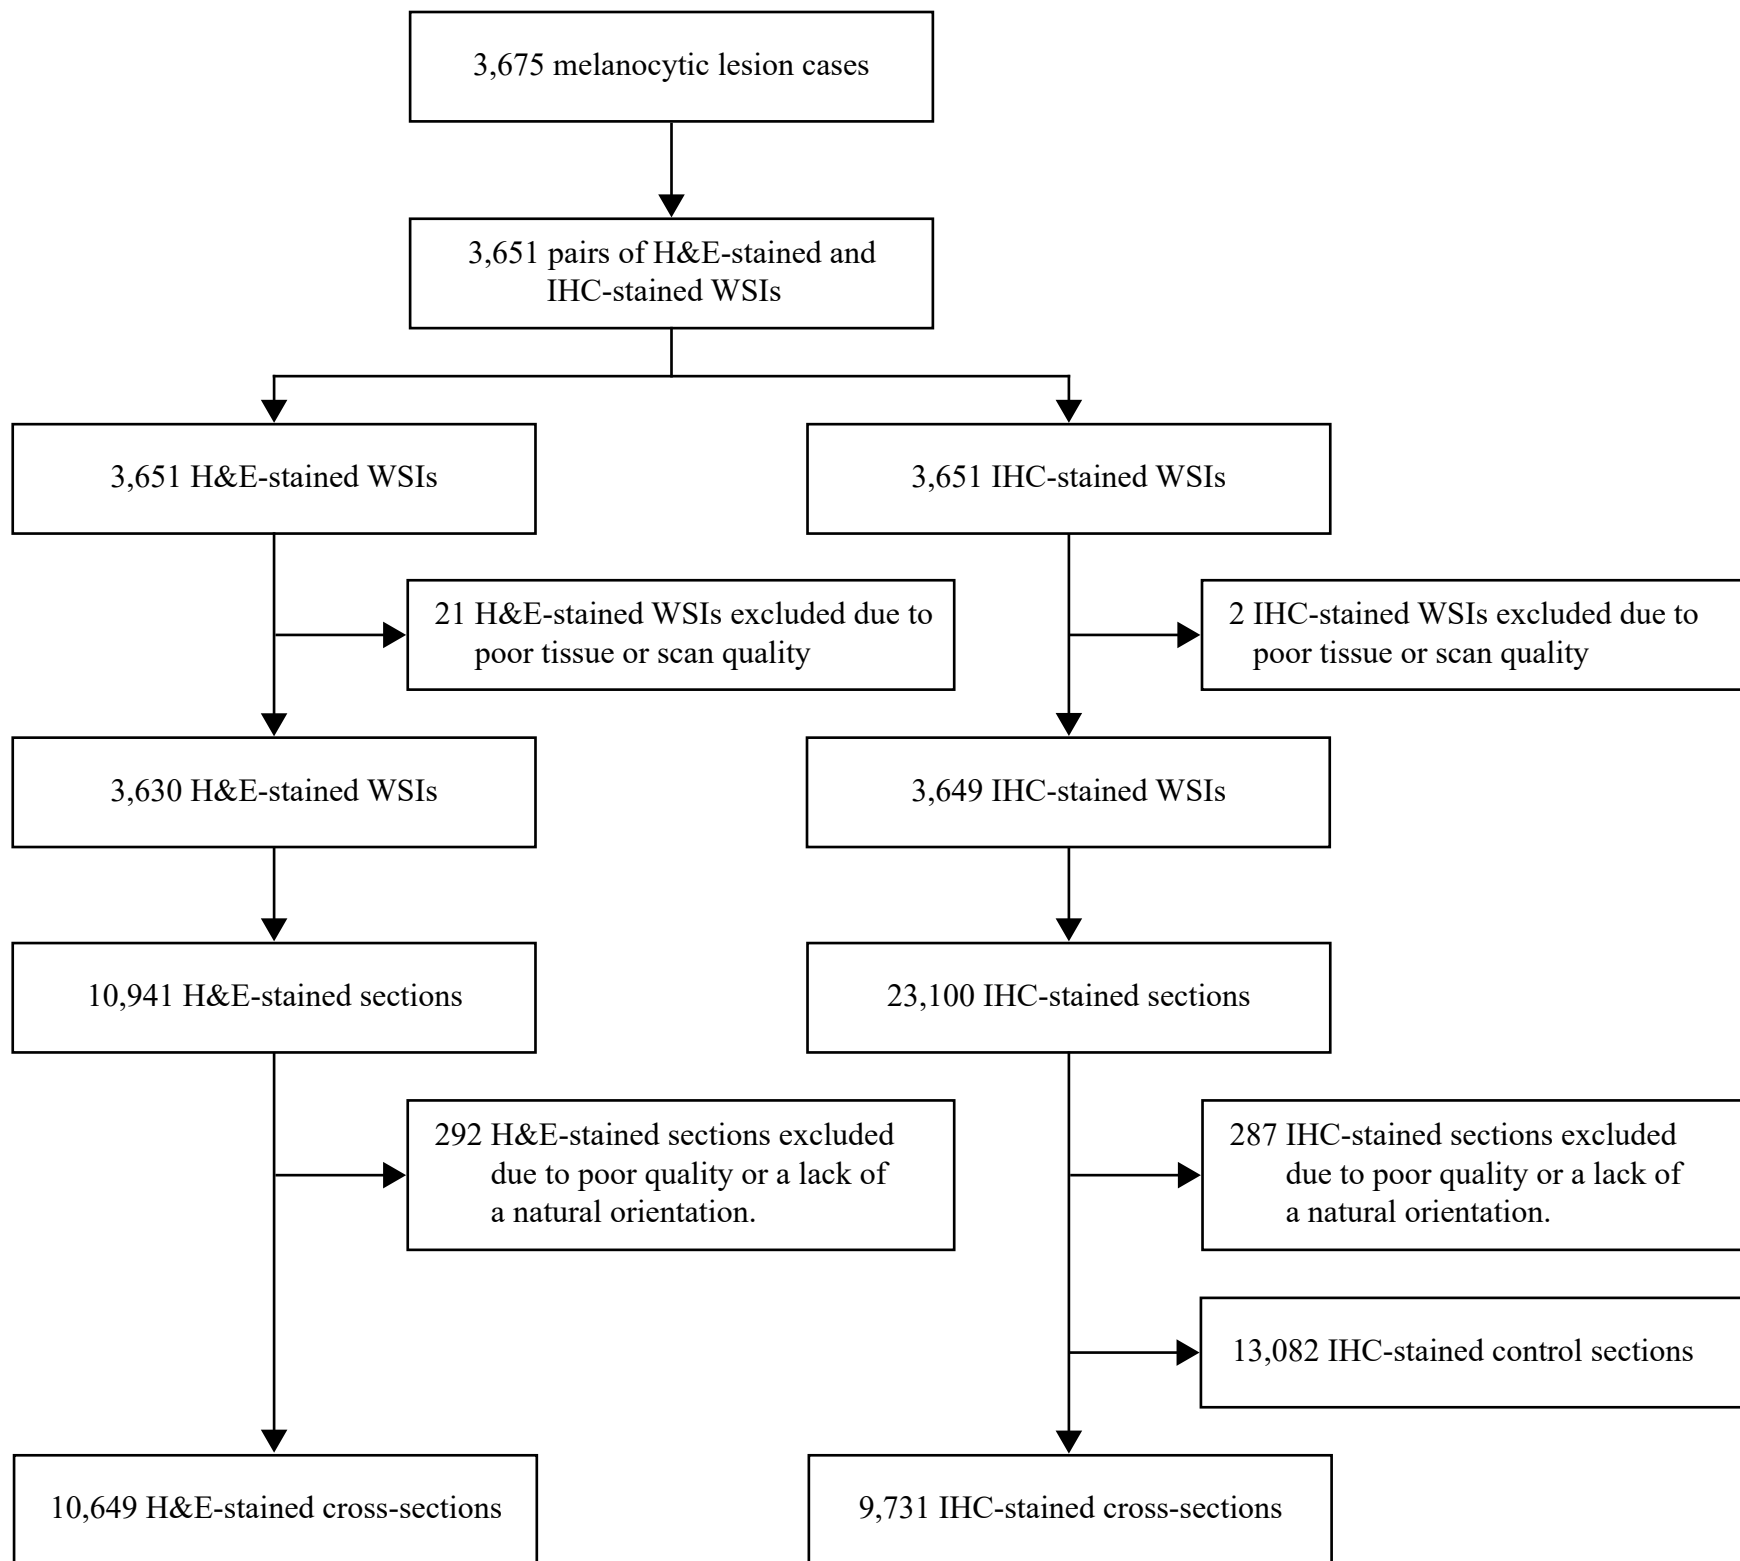 3,675 melanocytic lesion cases
3,651 pairs of H&E-stained and
IHC-stained WSIs
3,651 H&E-stained WSIs
3,651 IHC-stained WSIs
21 H&E-stained WSIs excluded due to
poor tissue or scan quality
2 IHC-stained WSIs excluded due to
poor tissue or scan quality
3,630 H&E-stained WSIs
3,649 IHC-stained WSIs
10,941 H&E-stained sections
23,100 IHC-stained sections
292 H&E-stained sections excluded
due to poor quality or a lack of
a natural orientation.
287 IHC-stained sections excluded
due to poor quality or a lack of
a natural orientation.
13,082 IHC-stained control sections
10,649 H&E-stained cross-sections
9,731 IHC-stained cross-sections